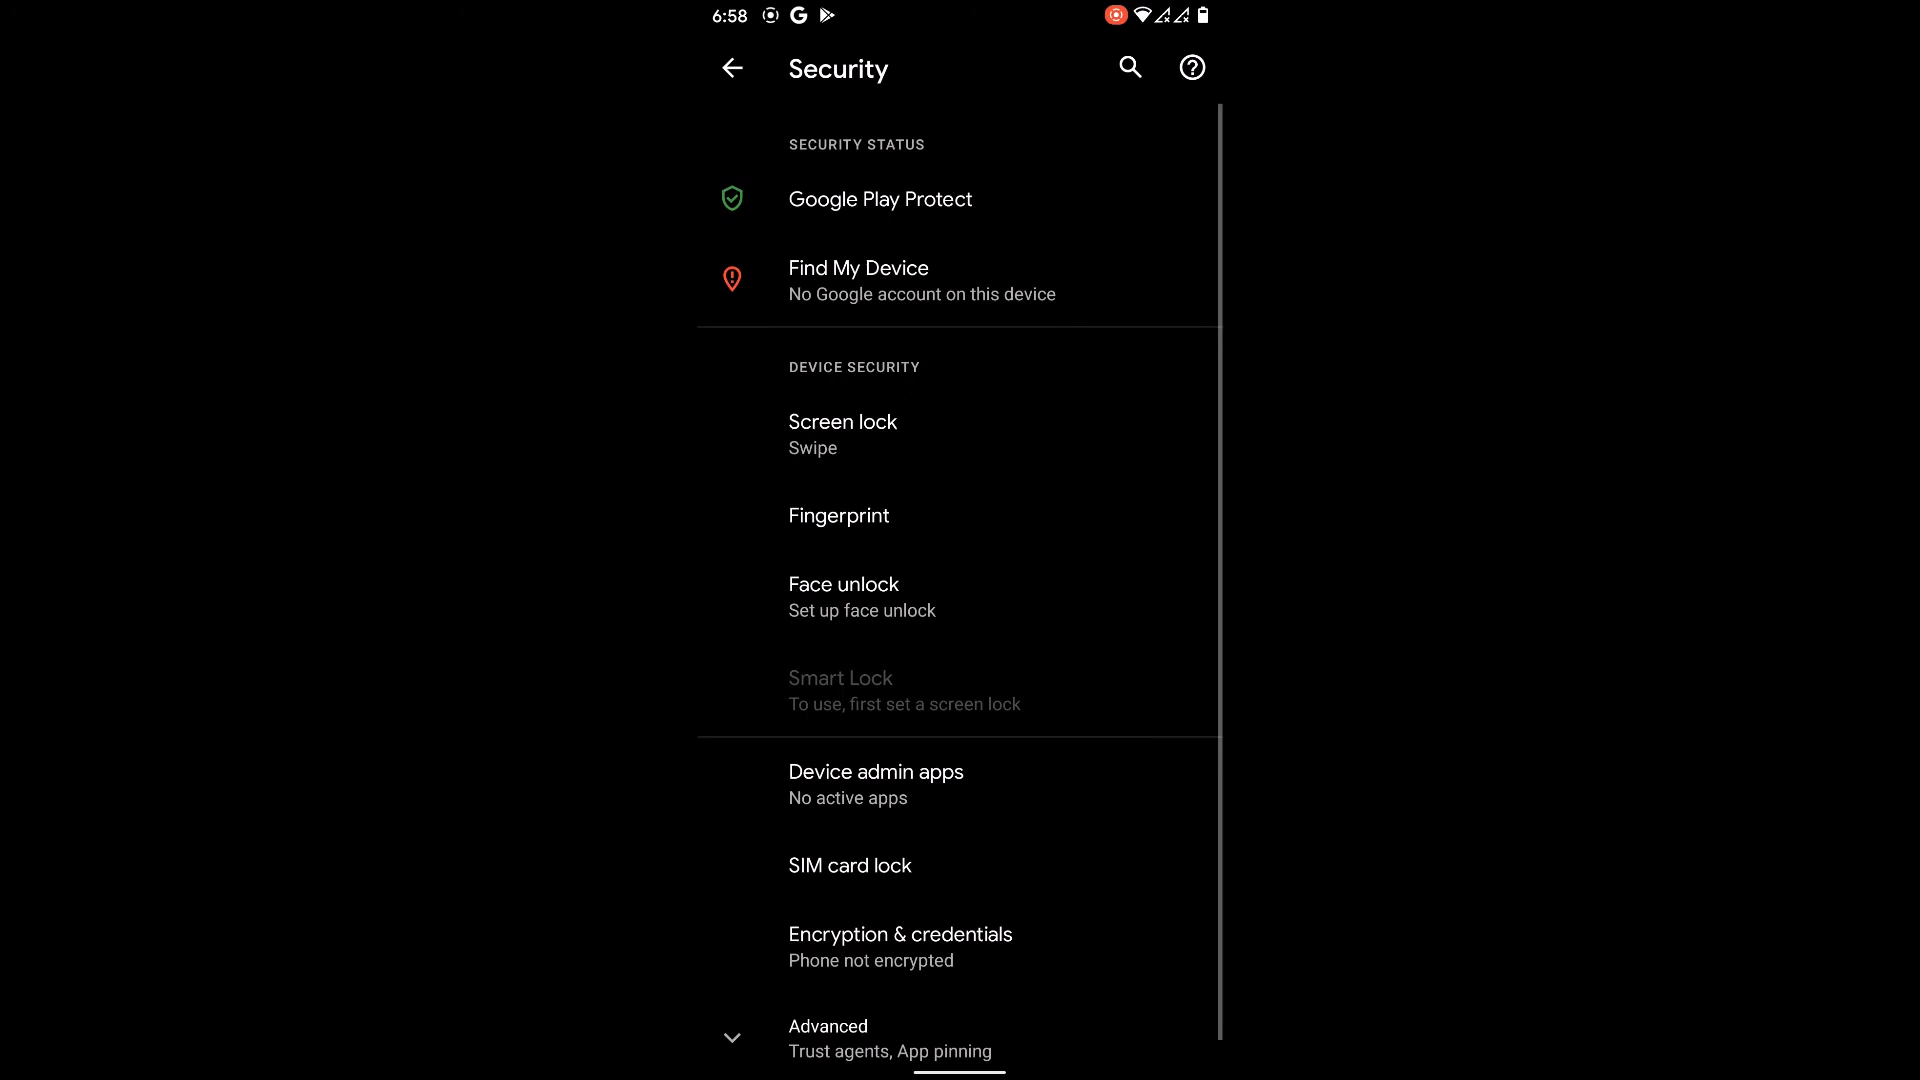 6:58
Security
SECURITY STATUS
Google Play Protect
Find My Device
No Google account on this device
DEVICE SECURITY
Screen lock
Swipe
Fingerprint
Face unlock
Set up face unlock
Smart Lock
To use, first set a screen lock
Device admin apps
No active apps
SIM card lock
Encryption & credentials
Phone not encrypted
Advanced
Trust agents, App pinning